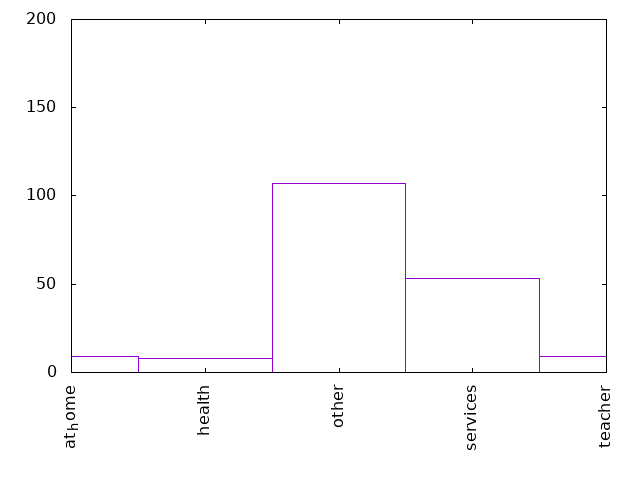 200
150
100
50
0
at_home
health
other
services
teacher